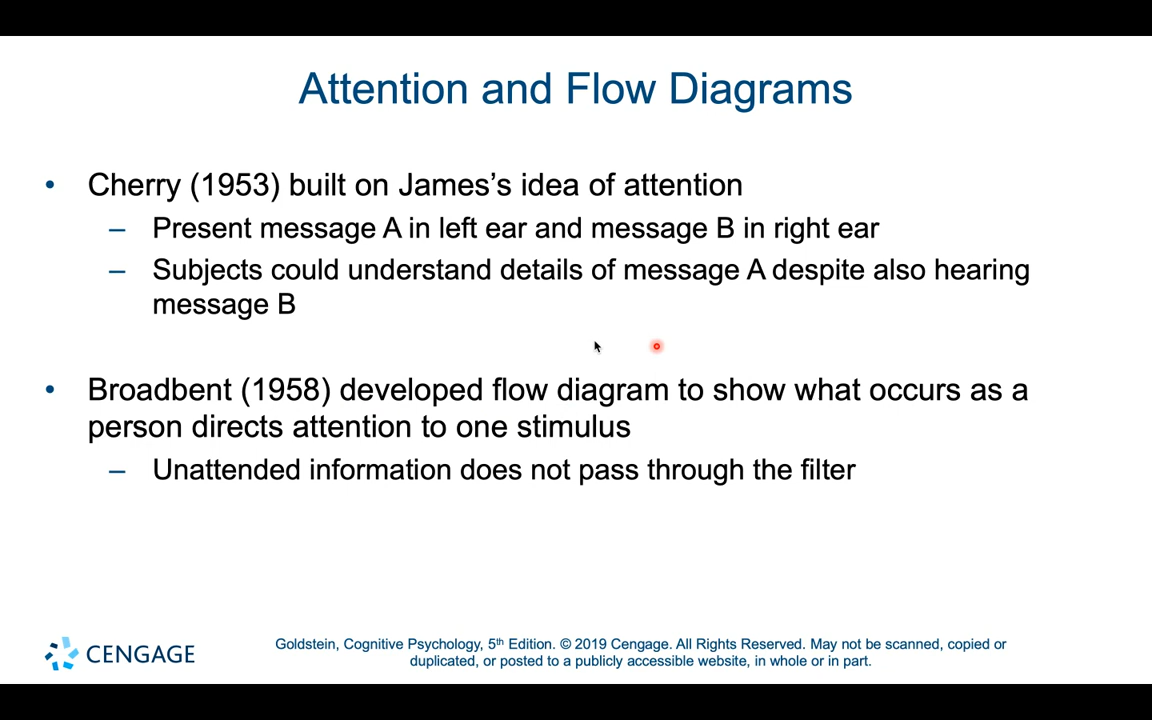 Attention and Flow Diagrams
• Cherry (1953) built on James’s idea of attention
– Present message A in left ear and message B in right ear
– Subjects could understand details of message A despite also hearing
message B
• Broadbent (1958) developed flow diagram to show what occurs as a
person directs attention to one stimulus
– Unattended information does not pass through the filter
CENGAGE
Goldstein, Cognitive Psychology, 5th Edition. © 2019 Cengage. All Rights Reserved. May not be scanned, copied or
duplicated, or posted to a publicly accessible website, in whole or in part.